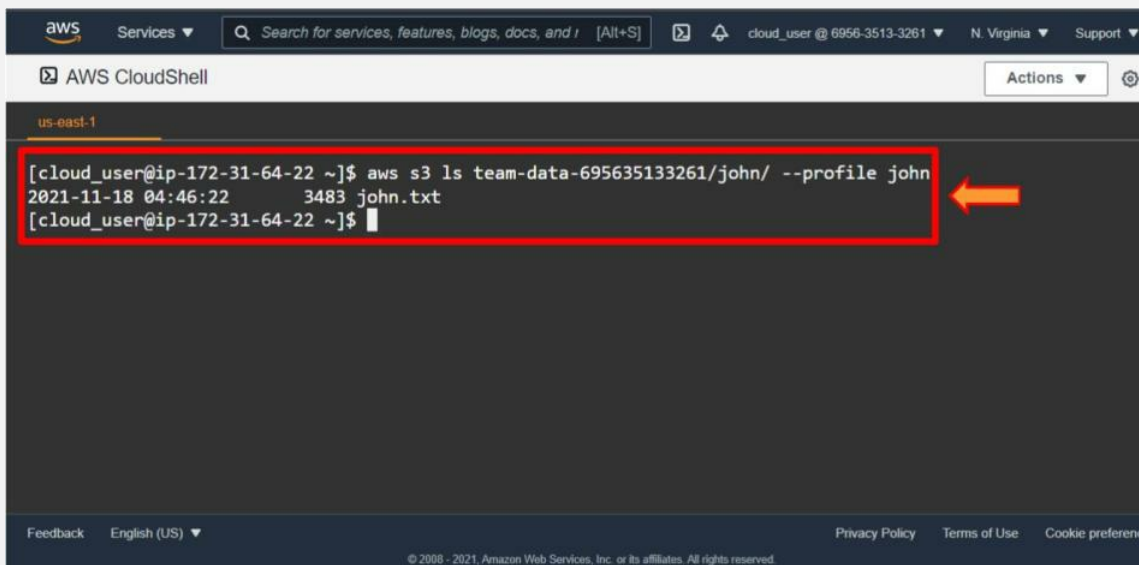 aws Services ▼ Search for services, features, blogs, docs, and [Alt+S] cloud_user @ 6956-3513-3261 ▼ N. Virginia ▼ Support ▼
AWS CloudShell Actions ▼
us-east-1
[cloud_user@ip-172-31-64-22 ~]$ aws s3 ls team-data-695635133261/john/ --profile john
2021-11-18 04:46:22 3483 john.txt
[cloud_user@ip-172-31-64-22 ~]$
Feedback English (US) ▼ Privacy Policy Terms of Use Cookie preferen
© 2008 - 2021, Amazon Web Services, Inc. or its affiliates. All rights reserved.